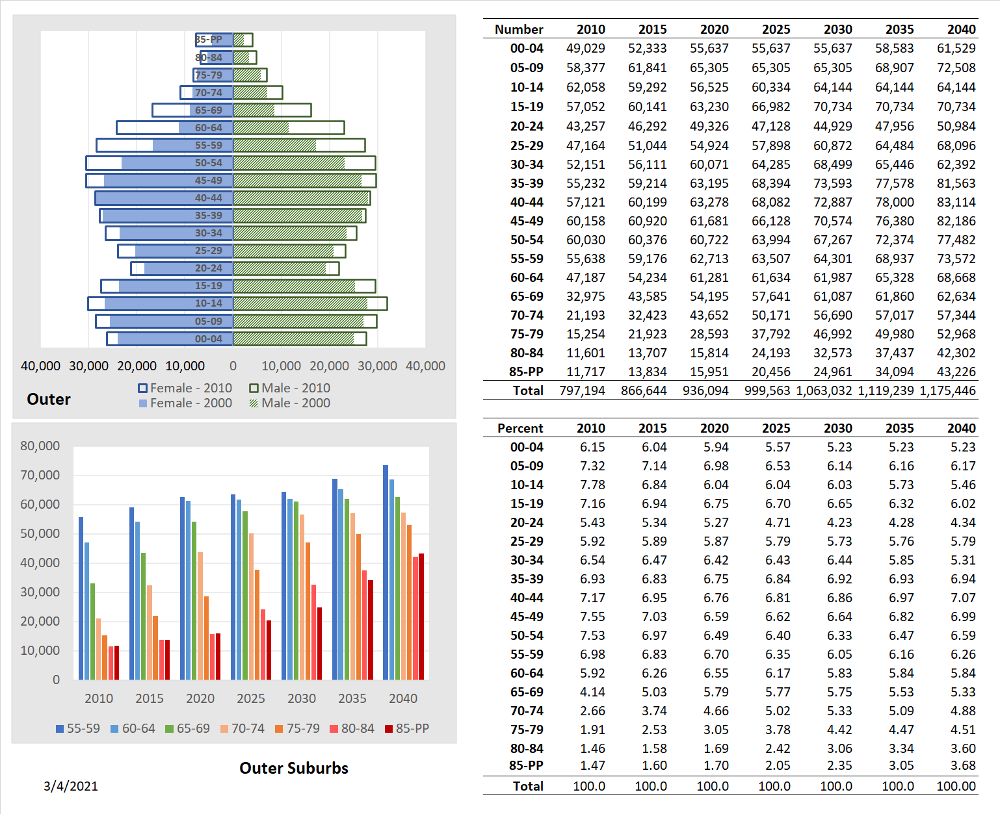 85-PP
80-84
75-79
70-74
65-69
60-64
55-59
50-54
45-49
40-44
35-39
30-34
25-29
20-24
15-19
10-14
05-09
00-04
40,000 30,000 20,000 10,000 0 10,000 20,000 30,000 40,000
Female - 2010 Male - 2010
Outer
Female - 2000 Male - 2000
80,000
70,000
60,000
50,000
40,000
30,000
20,000
10,000
0
2010 2015 2020 2025 2030 2035 2040
55-59 60-64 65-69 70-74 75-79 80-84 85-PP
Outer Suburbs
3/4/2021
Number 2010 2015 2020 2025 2030 2035 2040
00-04 49,029 52,333 55,637 55,637 55,637 58,583 61,529
05-09 58,377 61,841 65,305 65,305 65,305 68,907 72,508
10-14 62,058 59,292 56,525 60,334 64,144 64,144 64,144
15-19 57,052 60,141 63,230 66,982 70,734 70,734 70,734
20-24 43,257 46,292 49,326 47,128 44,929 47,956 50,984
25-29 47,164 51,044 54,924 57,898 60,872 64,484 68,096
30-34 52,151 56,111 60,071 64,285 68,499 65,446 62,392
35-39 55,232 59,214 63,195 68,394 73,593 77,578 81,563
40-44 57,121 60,199 63,278 68,082 72,887 78,000 83,114
45-49 60,158 60,920 61,681 66,128 70,574 76,380 82,186
50-54 60,030 60,376 60,722 63,994 67,267 72,374 77,482
55-59 55,638 59,176 62,713 63,507 64,301 68,937 73,572
60-64 47,187 54,234 61,281 61,634 61,987 65,328 68,668
65-69 32,975 43,585 54,195 57,641 61,087 61,860 62,634
70-74 21,193 32,423 43,652 50,171 56,690 57,017 57,344
75-79 15,254 21,923 28,593 37,792 46,992 49,980 52,968
80-84 11,601 13,707 15,814 24,193 32,573 37,437 42,302
85-PP 11,717 13,834 15,951 20,456 24,961 34,094 43,226
Total 797,194 866,644 936,094 999,563 1,063,032 1,119,239 1,175,446
Percent 2010 2015 2020 2025 2030 2035 2040
00-04 6.15 6.04 5.94 5.57 5.23 5.23 5.23
05-09 7.32 7.14 6.98 6.53 6.14 6.16 6.17
10-14 7.78 6.84 6.04 6.04 6.03 5.73 5.46
15-19 7.16 6.94 6.75 6.70 6.65 6.32 6.02
20-24 5.43 5.34 5.27 4.71 4.23 4.28 4.34
25-29 5.92 5.89 5.87 5.79 5.73 5.76 5.79
30-34 6.54 6.47 6.42 6.43 6.44 5.85 5.31
35-39 6.93 6.83 6.75 6.84 6.92 6.93 6.94
40-44 7.17 6.95 6.76 6.81 6.86 6.97 7.07
45-49 7.55 7.03 6.59 6.62 6.64 6.82 6.99
50-54 7.53 6.97 6.49 6.40 6.33 6.47 6.59
55-59 6.98 6.83 6.70 6.35 6.05 6.16 6.26
60-64 5.92 6.26 6.55 6.17 5.83 5.84 5.84
65-69 4.14 5.03 5.79 5.77 5.75 5.53 5.33
70-74 2.66 3.74 4.66 5.02 5.33 5.09 4.88
75-79 1.91 2.53 3.05 3.78 4.42 4.47 4.51
80-84 1.46 1.58 1.69 2.42 3.06 3.34 3.60
85-PP 1.47 1.60 1.70 2.05 2.35 3.05 3.68
Total 100.0 100.0 100.0 100.0 100.0 100.0 100.00